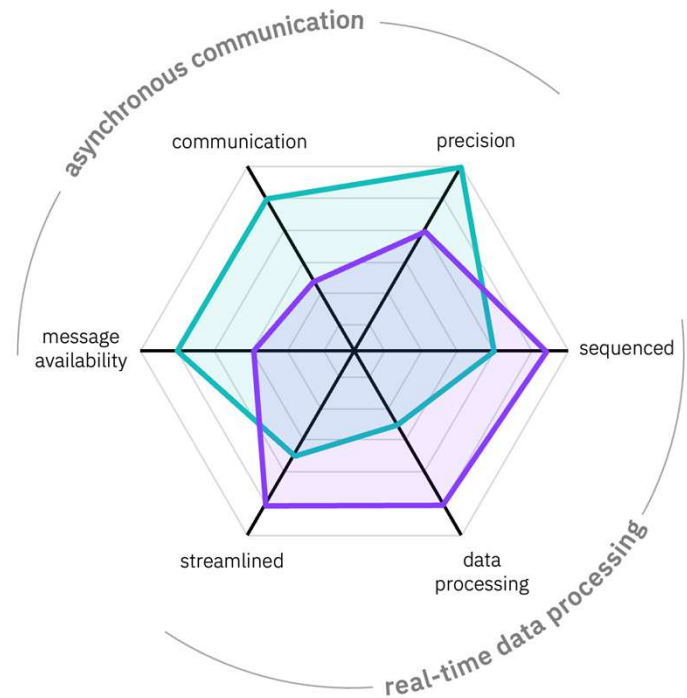 asynchronous communication
communication
precision
message
availability
sequenced
streamlined
data
processing
real-time data processing